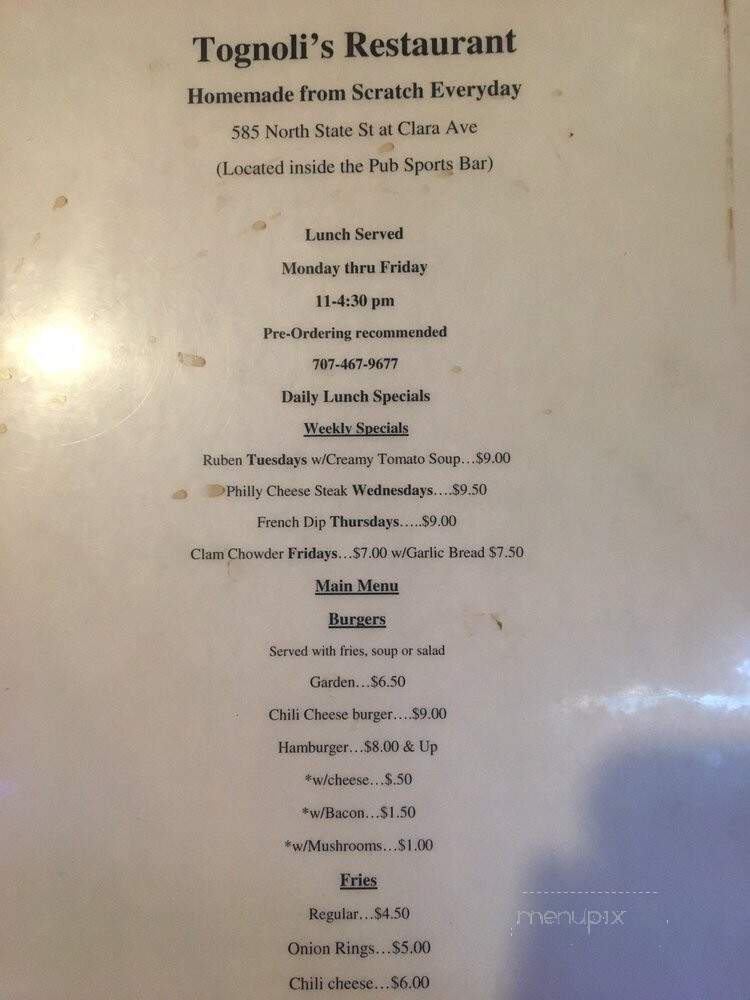 Tognoli's Restaurant
Homemade from Scratch Everyday
585 North State St at Clara Ave
(Located inside the Pub Sports Bar)
Lunch Served
Monday thru Friday
11-4:30 pm
Pre-Ordering recommended
707-467-9677
Daily Lunch Specials
Weekly Specials
Ruben Tuesdays w/Creamy Tomato Soup…$9.00
Philly Cheese Steak Wednesdays….$9.50
French Dip Thursdays…..$9.00
Clam Chowder Fridays…$7.00 w/Garlic Bread $7.50
Main Menu
Burgers
Served with fries, soup or salad
Garden…$6.50
Chili Cheese burger….$9.00
Hamburger…$8.00 & Up
*w/cheese…$.50
*w/Bacon…$1.50
*w/Mushrooms…$1.00
Fries
Regular…$4.50
menupix
Onion Rings…$5.00
Chili cheese…$6.00